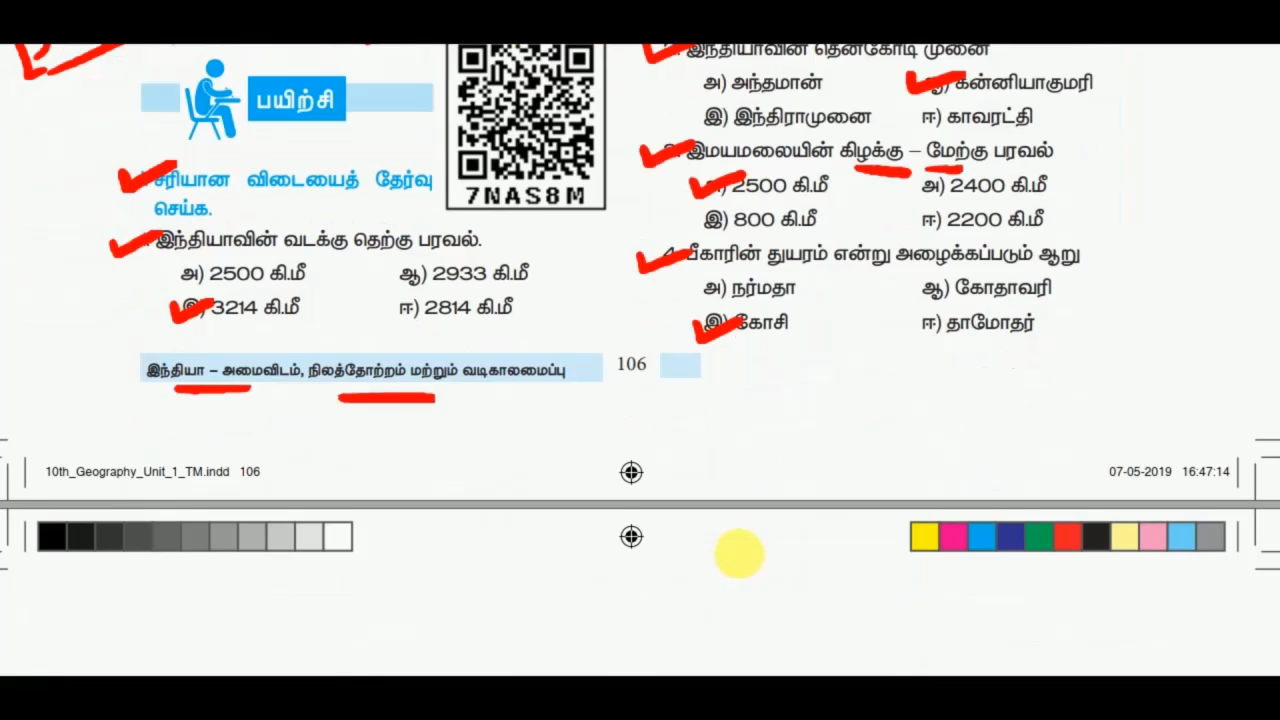 பயிற்சி
சரியான விடையைத் தேர்வு
செய்க.
7NAS8M
இந்தியாவின் வடக்கு தெற்கு பரவல்.
அ) 2500 கி.மீ ஆ) 2933 கி.மீ
இ) 3214 கி.மீ ஈ) 2814 கி.மீ
இந்தியாவின் தென்கோடி முனை
அ) அந்தமான் ஆ) கன்னியாகுமரி
இ) இந்திராமுனை ஈ) காவரட்தி
இமயமலையின் கிழக்கு – மேற்கு பரவல்
2500 கி.மீ அ) 2400 கி.மீ
இ) 800 கி.மீ ஈ) 2200 கி.மீ
4. பீகாரின் துயரம் என்று அழைக்கப்படும் ஆறு
அ) நர்மதா ஆ) கோதாவரி
இ) கோசி ஈ) தாமோதர்
இந்தியா – அமைவிடம், நிலத்தோற்றம் மற்றும் வடிகாலமைப்பு
106
10th_Geography_Unit_1_TM.indd 106
07-05-2019 16:47:14